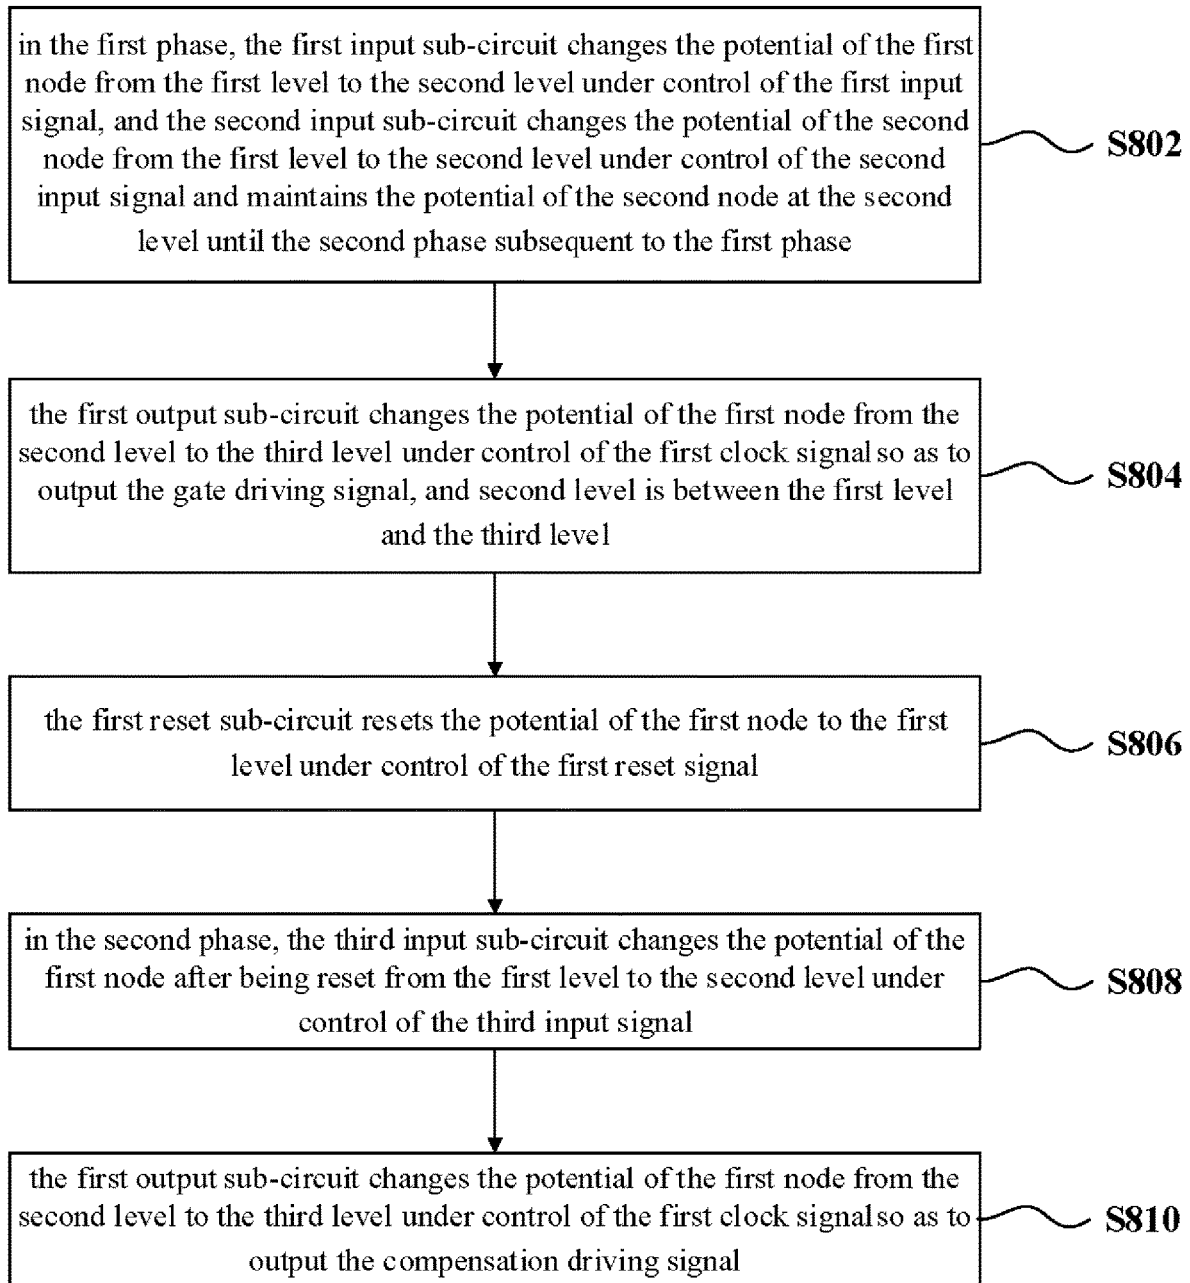 in the first phase, the first input sub-circuit changes the potential of the first
node from the first level to the second level under control of the first input
signal, and the second input sub-circuit changes the potential of the second
node from the first level to the second level under control of the second
input signal and maintains the potential of the second node at the second
level until the second phase subsequent to the first phase
S802
the first output sub-circuit changes the potential of the first node from the
second level to the third level under control of the first clock signal so as to
output the gate driving signal, and second level is between the first level
and the third level
S804
the first reset sub-circuit resets the potential of the first node to the first
level under control of the first reset signal
S806
in the second phase, the third input sub-circuit changes the potential of the
first node after being reset from the first level to the second level under
control of the third input signal
S808
the first output sub-circuit changes the potential of the first node from the
second level to the third level under control of the first clock signal so as to
output the compensation driving signal
S810